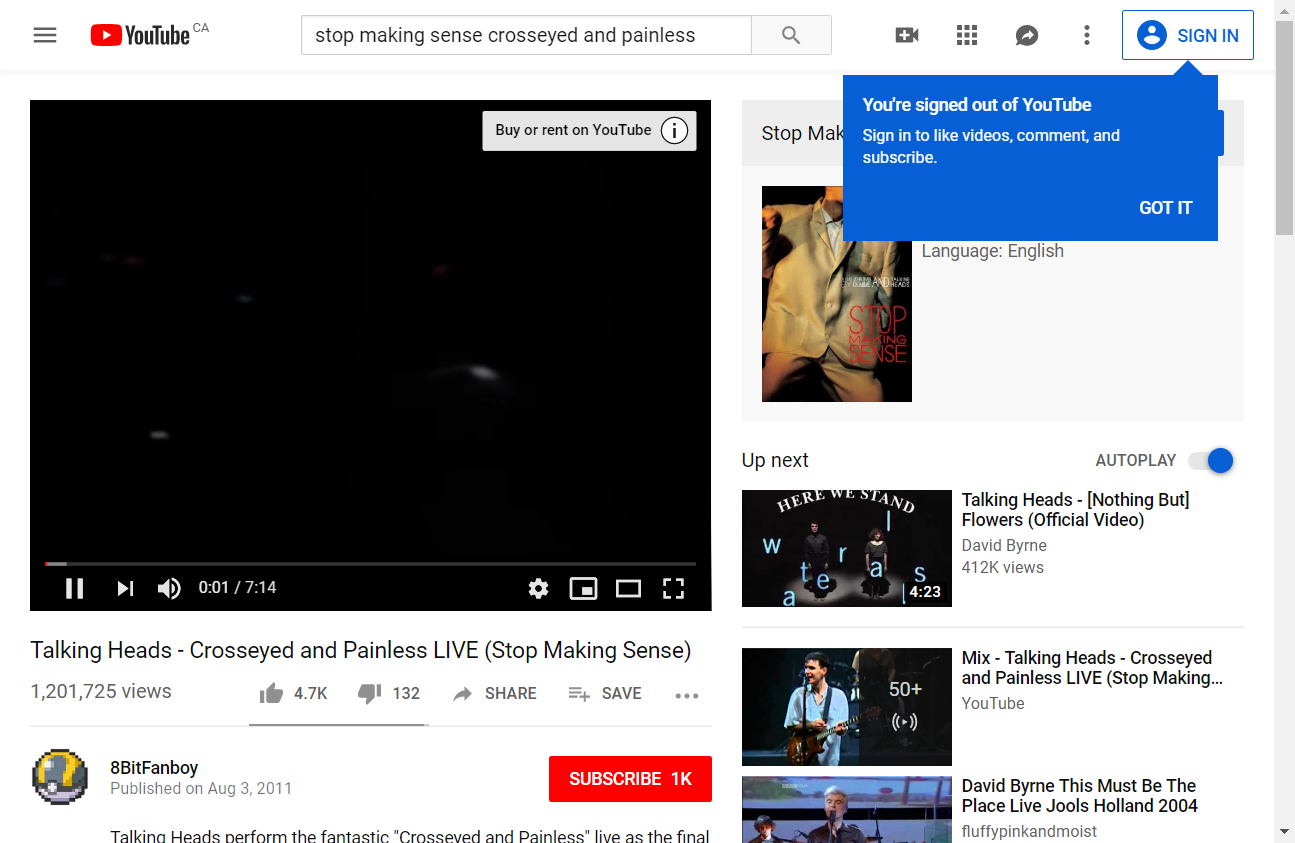 YouTube CA
stop making sense crosseyed and painless
SIGN IN
You're signed out of YouTube
Sign in to like videos, comment, and
subscribe.
GOT IT
Buy or rent on YouTube
Stop Mak
Language: English
AND
TALKING
HEADS
STOP
MAKING
SENSE
0:01 / 7:14
Talking Heads - Crosseyed and Painless LIVE (Stop Making Sense)
1,201,725 views
4.7K
132
SHARE
SAVE
8BitFanboy
Published on Aug 3, 2011
SUBSCRIBE 1K
Talking Heads perform the fantastic "Crosseyed and Painless" live as the final
Up next
AUTOPLAY
HERE WE STAND
w a t e r f a l l s
4:23
Talking Heads - [Nothing But]
Flowers (Official Video)
David Byrne
412K views
50+
Mix - Talking Heads - Crosseyed
and Painless LIVE (Stop Making...
YouTube
David Byrne This Must Be The
Place Live Jools Holland 2004
fluffypinkandmoist